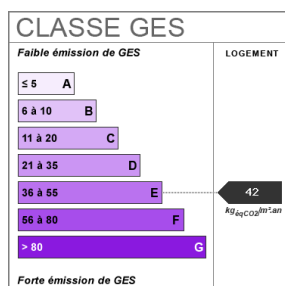 CLASSE GES
Faible émission de GES
LOGEMENT
≤ 5 A
6 à 10 B
11 à 20 C
21 à 35 D
36 à 55 E
42
kgéqCO2/m².an
56 à 80 F
> 80 G
Forte émission de GES